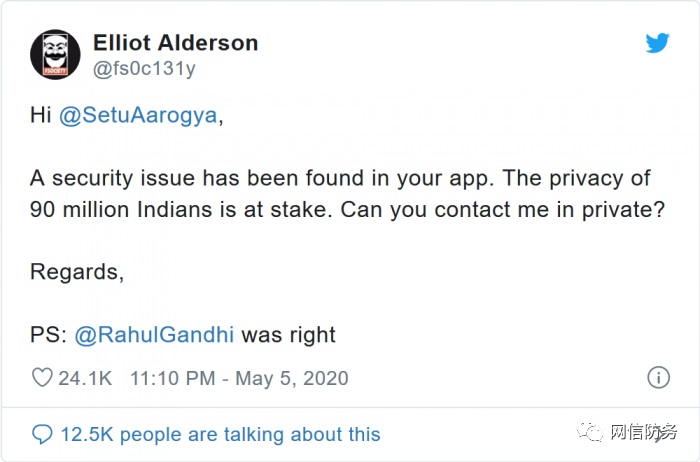 Elliot Alderson
@fs0c131y
Hi @SetuAarogya,
A security issue has been found in your app. The privacy of
90 million Indians is at stake. Can you contact me in private?
Regards,
PS: @RahulGandhi was right
24.1K 11:10 PM - May 5, 2020
12.5K people are talking about this
网信防务